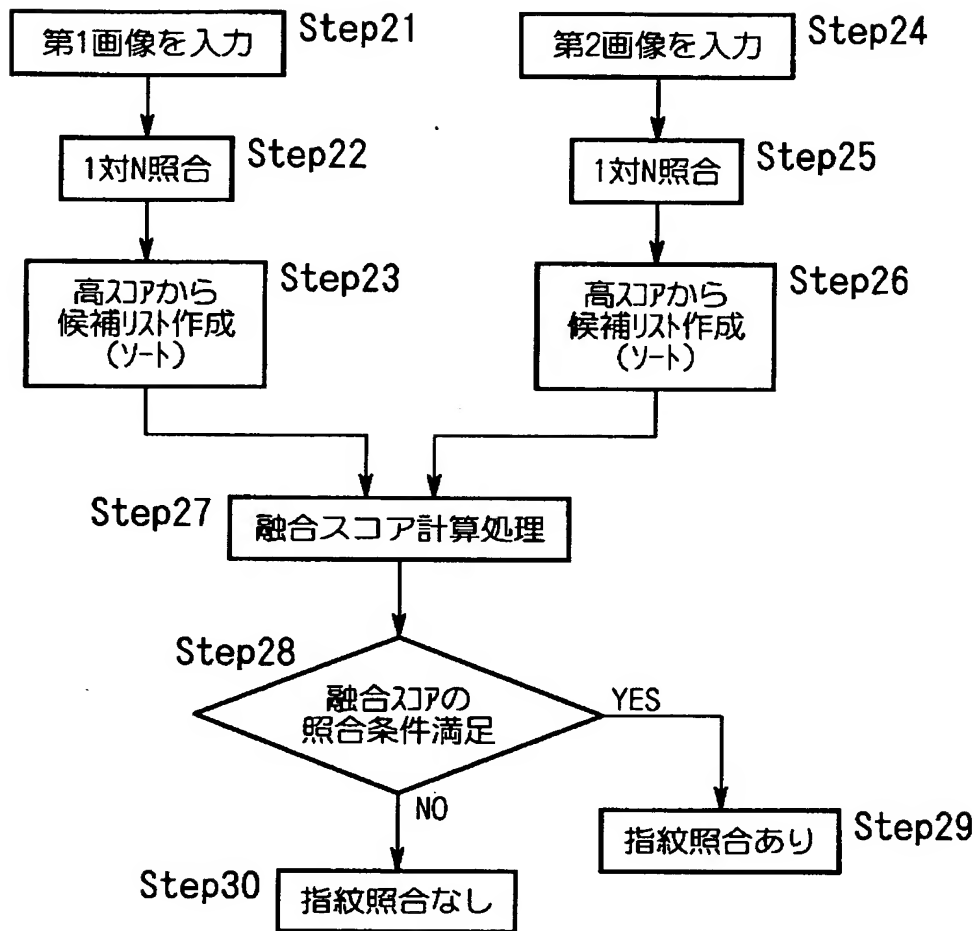 第1画像を入力
Step21
第2画像を入力
Step24
1対N照合
Step22
1対N照合
Step25
高スコアから
候補リスト作成
(ソート)
Step23
高スコアから
候補リスト作成
(ソート)
Step26
Step27
融合スコア計算処理
Step28
融合スコアの
照合条件満足
YES
NO
指紋照合あり
Step29
Step30
指紋照合なし